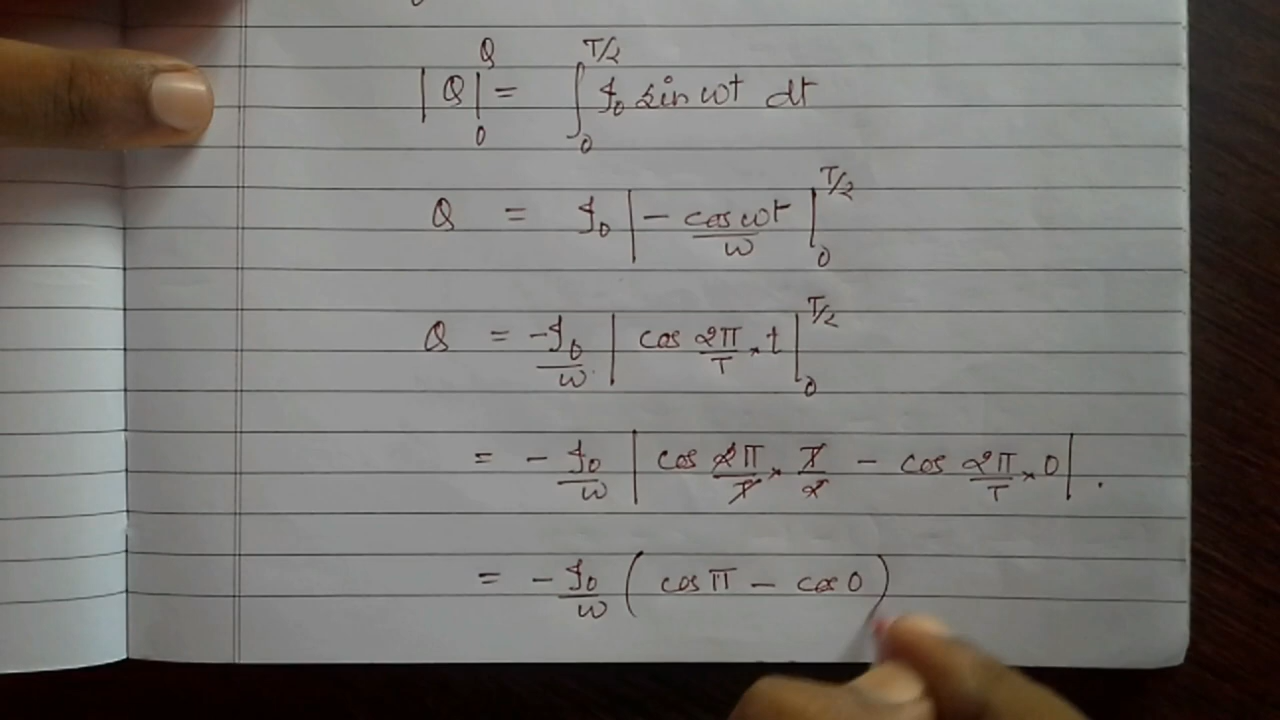 |Q|₀^Q = ∫₀^{T/2} I₀ sin ωt dt
Q = I₀ |− cos ωt / ω|₀^{T/2}
Q = −I₀/ω | cos 2π/T × t |₀^{T/2}
= − I₀/ω | cos 2π/T × T/2 − cos 2π/T × 0 | .
= − I₀/ω ( cos π − cos 0 )